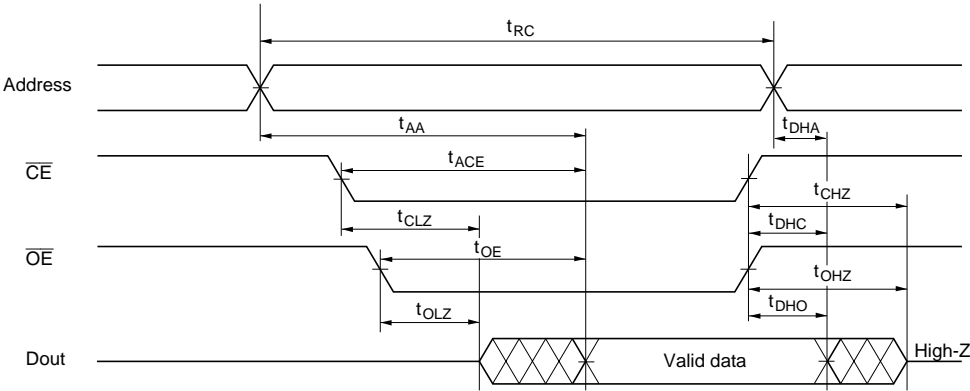 tRC
Address
tAA
tDHA
CE
tACE
tCHZ
tCLZ
tDHC
OE
tOE
tOHZ
tOLZ
tDHO
Dout
Valid data
High-Z